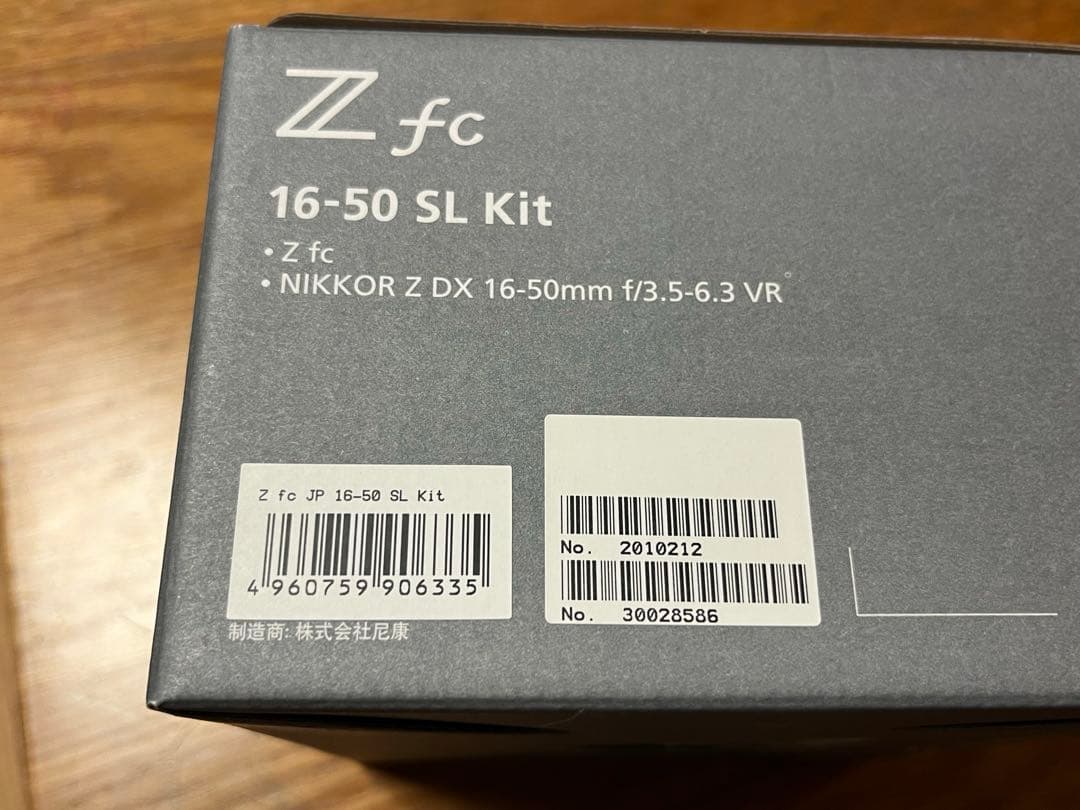 Z fc
16-50 SL Kit
• Z fc
• NIKKOR Z DX 16-50mm f/3.5-6.3 VR
Z fc JP 16-50 SL Kit
4 960759 906335
No. 2010212
No. 30028586
制造商: 株式会社尼康